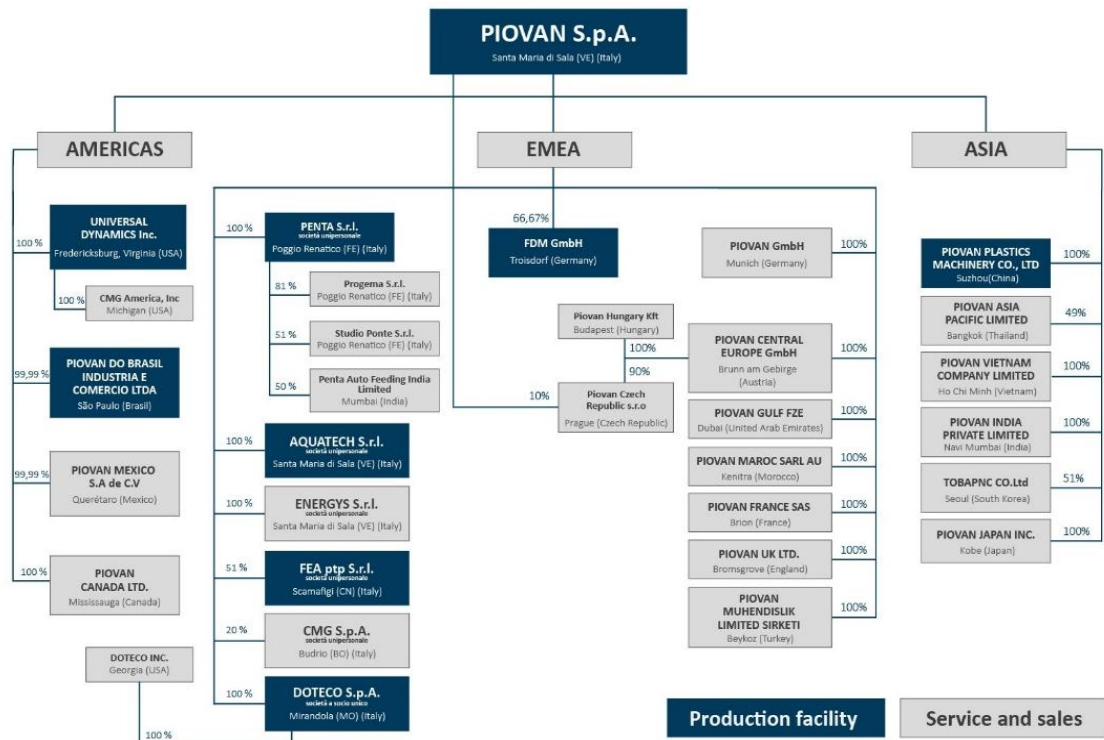 PIOVAN S.p.A.
Santa Maria di Sala (VE) (Italy)
AMERICAS
EMEA
ASIA
100 %
UNIVERSAL
DYNAMICS Inc.
Fredericksburg, Virginia (USA)
100 %
CMG America, Inc
Michigan (USA)
99,99 %
PIOVAN DO BRASIL
INDUSTRIA E
COMERCIO LTDA
São Paulo (Brasil)
99,99 %
PIOVAN MEXICO
S.A de C.V
Querétaro (Mexico)
100 %
PIOVAN
CANADA LTD.
Mississauga (Canada)
DOTECO INC.
Georgia (USA)
100 %
100 %
PENTA S.r.l.
società unipersonale
Poggio Renatico (FE) (Italy)
81 %
Progema S.r.l.
Poggio Renatico (FE) (Italy)
51 %
Studio Ponte S.r.l.
Poggio Renatico (FE) (Italy)
50 %
Penta Auto Feeding India
Limited
Mumbai (India)
100 %
AQUATECH S.r.l.
società unipersonale
Santa Maria di Sala (VE) (Italy)
100 %
ENERGYS S.r.l.
società unipersonale
Santa Maria di Sala (VE) (Italy)
51 %
FEA ptp S.r.l.
società unipersonale
Scarnafigi (CN) (Italy)
20 %
CMG S.p.A.
società unipersonale
Budrio (BO) (Italy)
100 %
DOTECO S.p.A.
società a socio unico
Mirandola (MO) (Italy)
66,67%
FDM GmbH
Troisdorf (Germany)
Piovan Hungary Kft
Budapest (Hungary)
100%
90%
10%
Piovan Czech
Republic s.r.o
Prague (Czech Republic)
PIOVAN GmbH
Munich (Germany)
100%
PIOVAN CENTRAL
EUROPE GmbH
Brunn am Gebirge
(Austria)
100%
PIOVAN GULF FZE
Dubai (United Arab Emirates)
100%
PIOVAN MAROC SARL AU
Kenitra (Morocco)
100%
PIOVAN FRANCE SAS
Brion (France)
100%
PIOVAN UK LTD.
Bromsgrove (England)
100%
PIOVAN
MUHENDISLIK
LIMITED SIRKETI
Beykoz (Turkey)
100%
PIOVAN PLASTICS
MACHINERY CO., LTD
Suzhou(China)
100%
PIOVAN ASIA
PACIFIC LIMITED
Bangkok (Thailand)
49%
PIOVAN VIETNAM
COMPANY LIMITED
Ho Chi Minh (Vietnam)
100%
PIOVAN INDIA
PRIVATE LIMITED
Navi Mumbai (India)
100%
TOBAPNC CO.Ltd
Seoul (South Korea)
51%
PIOVAN JAPAN INC.
Kobe (Japan)
100%
Production facility
Service and sales